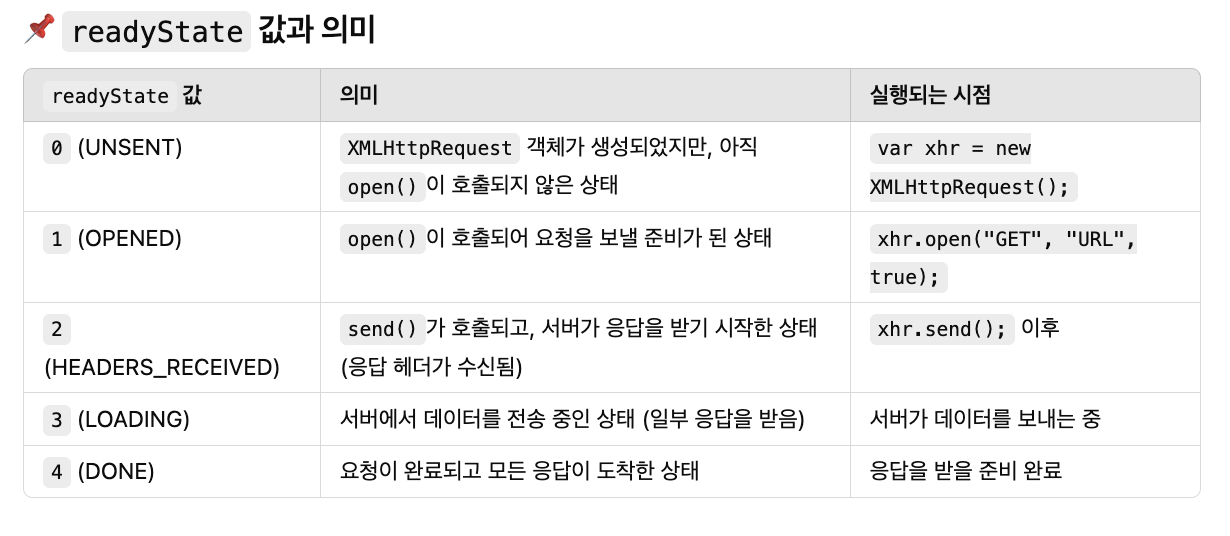 📌 readyState 값과 의미
readyState 값 의미 실행되는 시점
0 (UNSENT) XMLHttpRequest 객체가 생성되었지만, 아직 var xhr = new
open() 이 호출되지 않은 상태 XMLHttpRequest();
1 (OPENED) open() 이 호출되어 요청을 보낼 준비가 된 상태 xhr.open("GET", "URL",
true);
2 send() 가 호출되고, 서버가 응답을 받기 시작한 상태 xhr.send(); 이후
(HEADERS_RECEIVED) (응답 헤더가 수신됨)
3 (LOADING) 서버에서 데이터를 전송 중인 상태 (일부 응답을 받음) 서버가 데이터를 보내는 중
4 (DONE) 요청이 완료되고 모든 응답이 도착한 상태 응답을 받을 준비 완료